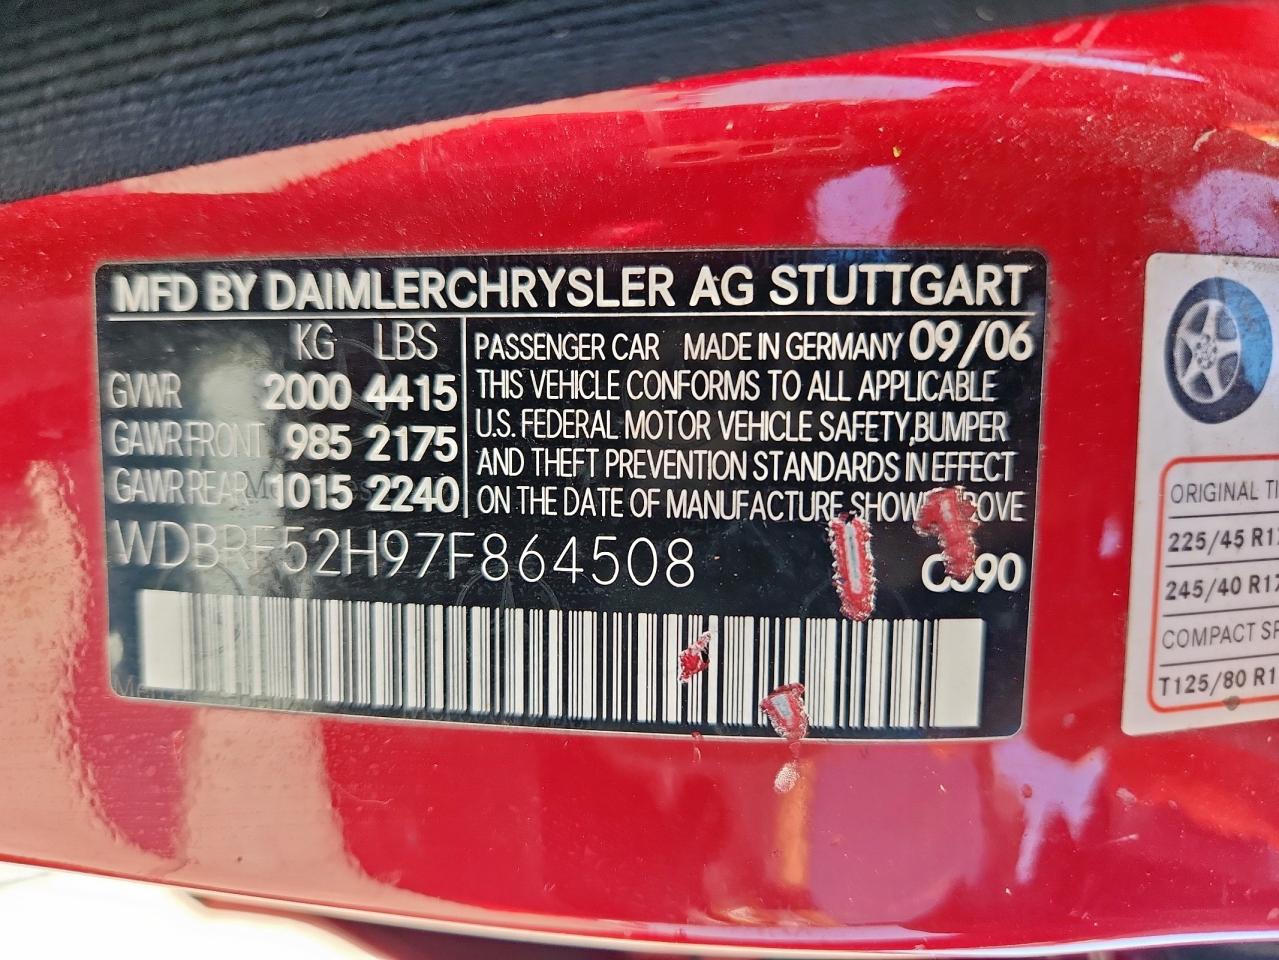 MFD BY DAIMLERCHRYSLER AG STUTTGART
KG LBS
GVWR 2000 4415
GAWR FRONT 985 2175
GAWR REAR 1015 2240
PASSENGER CAR MADE IN GERMANY 09/06
THIS VEHICLE CONFORMS TO ALL APPLICABLE
U.S. FEDERAL MOTOR VEHICLE SAFETY,BUMPER
AND THEFT PREVENTION STANDARDS IN EFFECT
ON THE DATE OF MANUFACTURE
WDBRF52H97F864508
ORIGINAL
225/45
245/40
COMPACT
T125/80